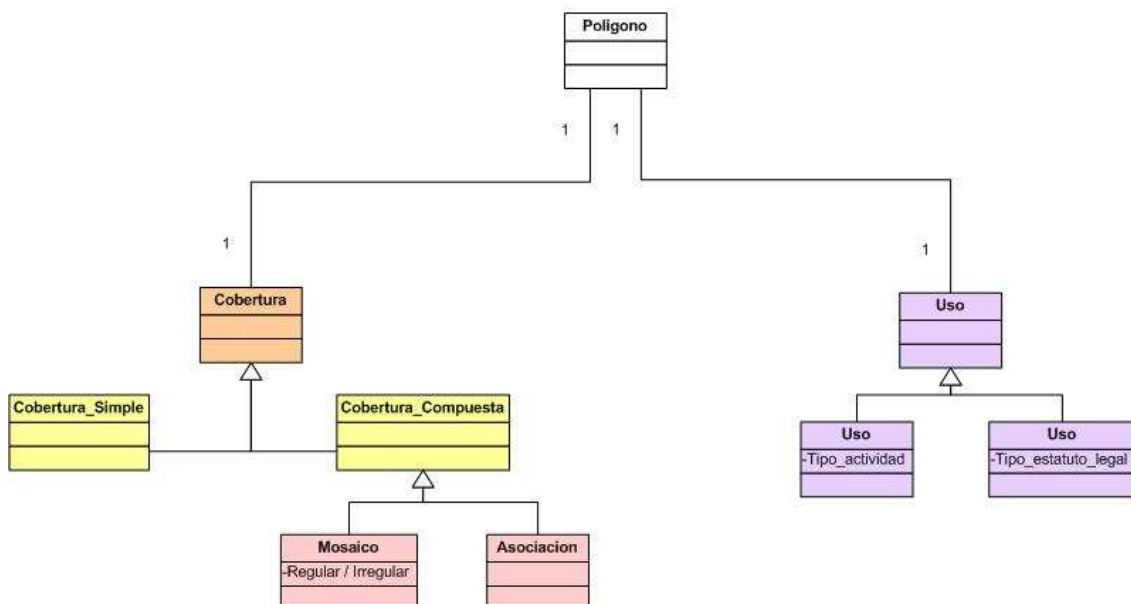 Poligono
1
1
1
1
Cobertura
Uso
Cobertura_Simple
Cobertura_Compuesta
Uso
-Tipo_actividad
Uso
-Tipo_estatuto_legal
Mosaico
-Regular / Irregular
Asociacion